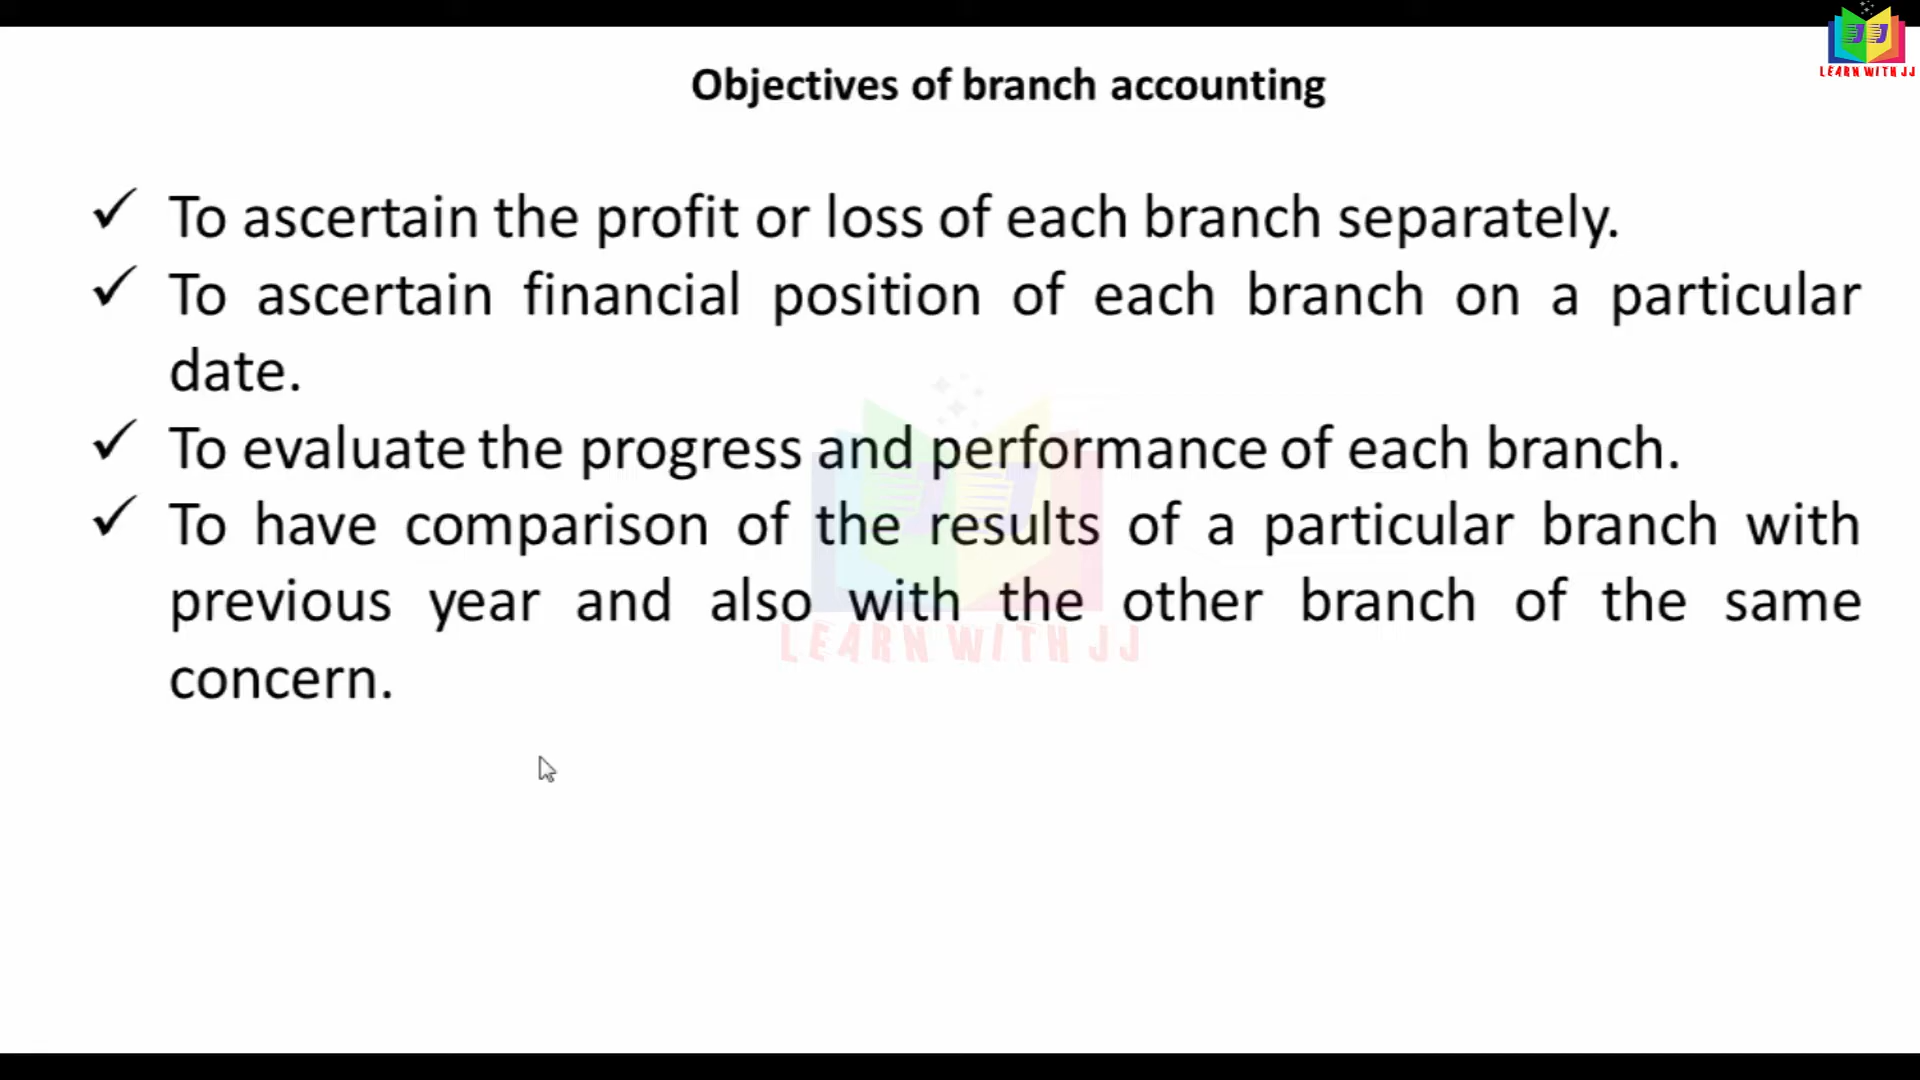 LEARN WITH JJ
Objectives of branch accounting
✓ To ascertain the profit or loss of each branch separately.
✓ To ascertain financial position of each branch on a particular
date.
✓ To evaluate the progress and performance of each branch.
✓ To have comparison of the results of a particular branch with
previous year and also with the other branch of the same
LEARN WITH JJ
concern.